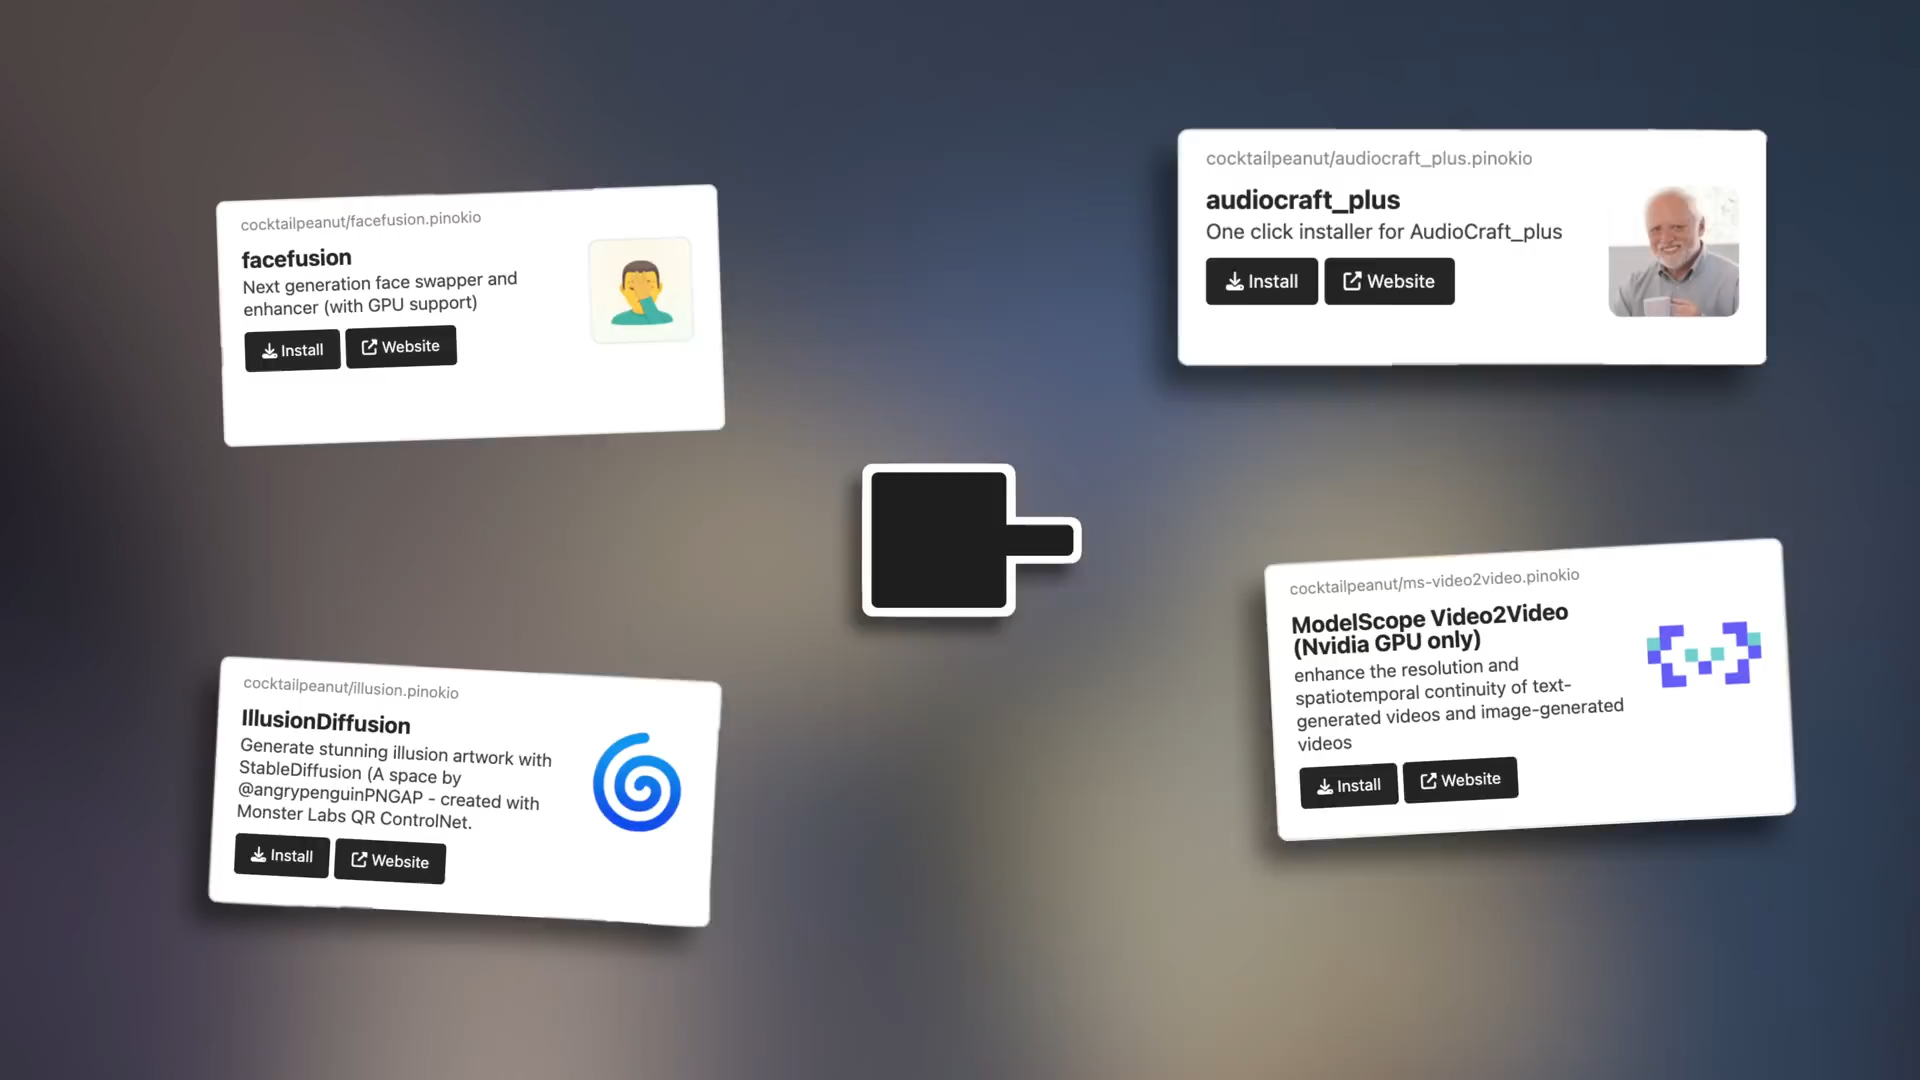 cocktailpeanut/facefusion.pinokio
facefusion
Next generation face swapper and
enhancer (with GPU support)
Install
Website
cocktailpeanut/audiocraft_plus.pinokio
audiocraft_plus
One click installer for AudioCraft_plus
Install
Website
cocktailpeanut/illusion.pinokio
IllusionDiffusion
Generate stunning illusion artwork with
StableDiffusion (A space by
@angrypenguinPNGAP - created with
Monster Labs QR ControlNet.
Install
Website
cocktailpeanut/ms-video2video.pinokio
ModelScope Video2Video
(Nvidia GPU only)
enhance the resolution and
spatiotemporal continuity of text-
generated videos and image-generated
videos
Install
Website